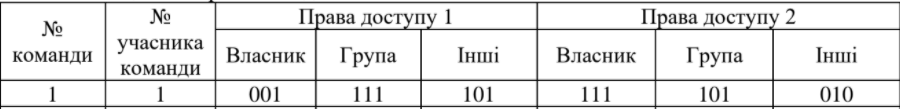 № команди № учасника команди Права доступу 1 Права доступу 2
Власник Група Інші Власник Група Інші
1 1 001 111 101 111 101 010